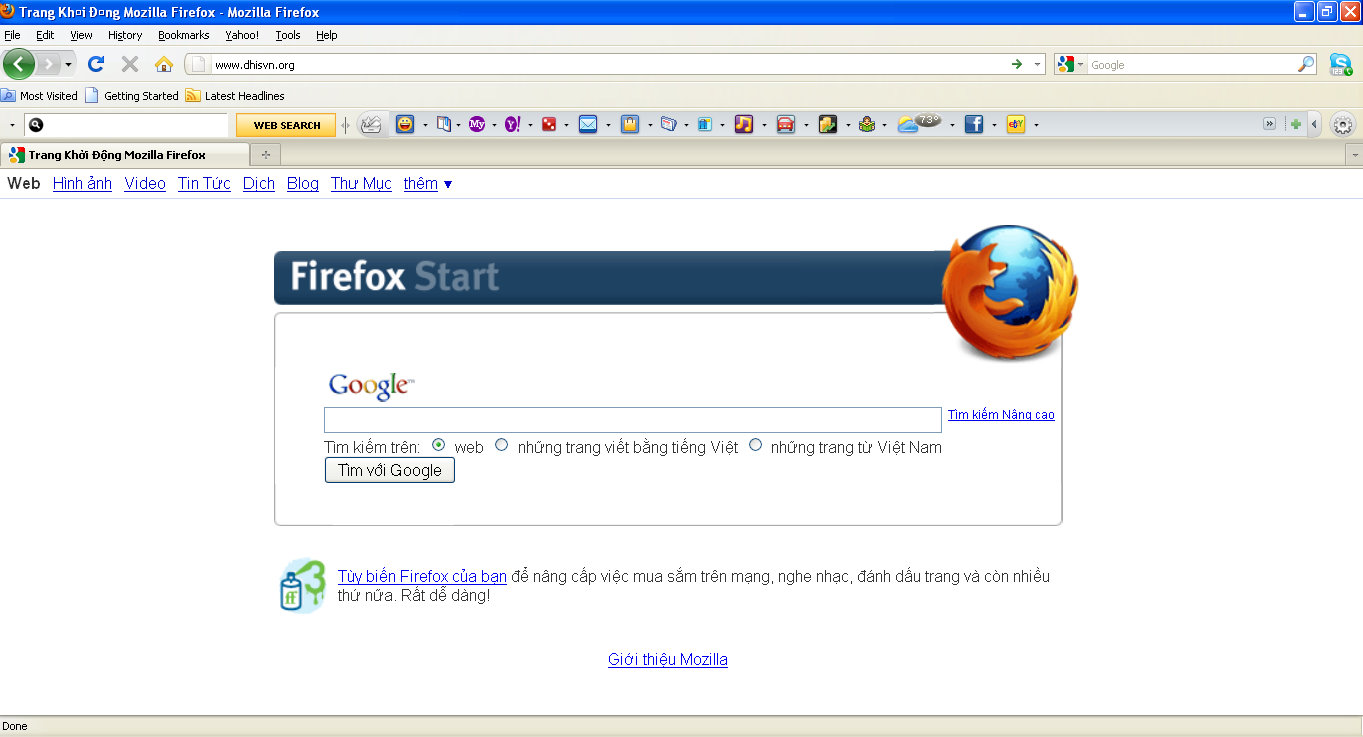 Trang Kh▫i Đ▫ng Mozilla Firefox - Mozilla Firefox
File Edit View History Bookmarks Yahoo! Tools Help
www.dhisvn.org Google
Most Visited Getting Started Latest Headlines
WEB SEARCH My Y! 73° ebY
Trang Khởi Động Mozilla Firefox
Web Hình ảnh Video Tin Tức Dịch Blog Thư Mục thêm ▼
Firefox Start
Google™
Tìm kiếm Nâng cao
Tìm kiếm trên: web những trang viết bằng tiếng Việt những trang từ Việt Nam
Tìm với Google
ff Tùy biến Firefox của bạn để nâng cấp việc mua sắm trên mạng, nghe nhạc, đánh dấu trang và còn nhiều
thứ nữa. Rất dễ dàng!
Giới thiệu Mozilla
Done